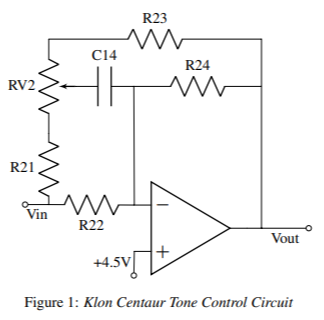 R23
C14
R24
RV2
R21
Vin
R22
−
+
+4.5V
Vout
Figure 1: Klon Centaur Tone Control Circuit